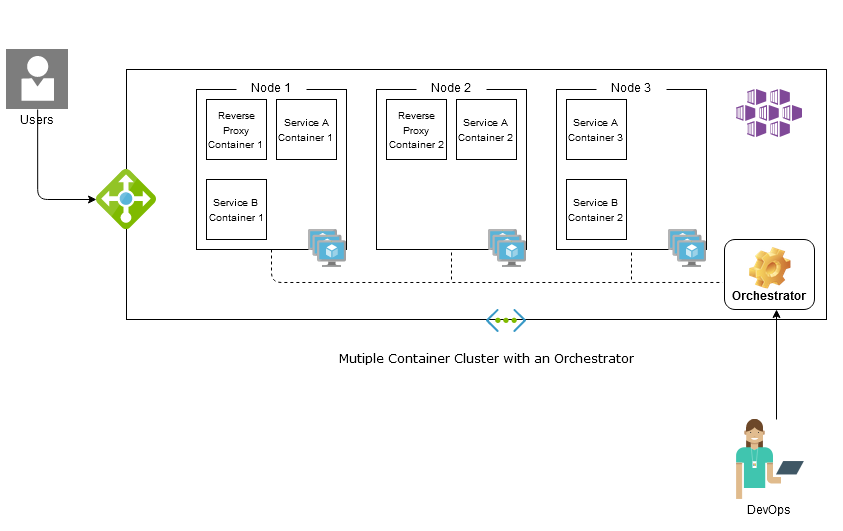 Users
Node 1
Reverse
Proxy
Container 1
Service A
Container 1
Service B
Container 1
Node 2
Reverse
Proxy
Container 2
Service A
Container 2
Node 3
Service A
Container 3
Service B
Container 2
Orchestrator
Mutiple Container Cluster with an Orchestrator
DevOps